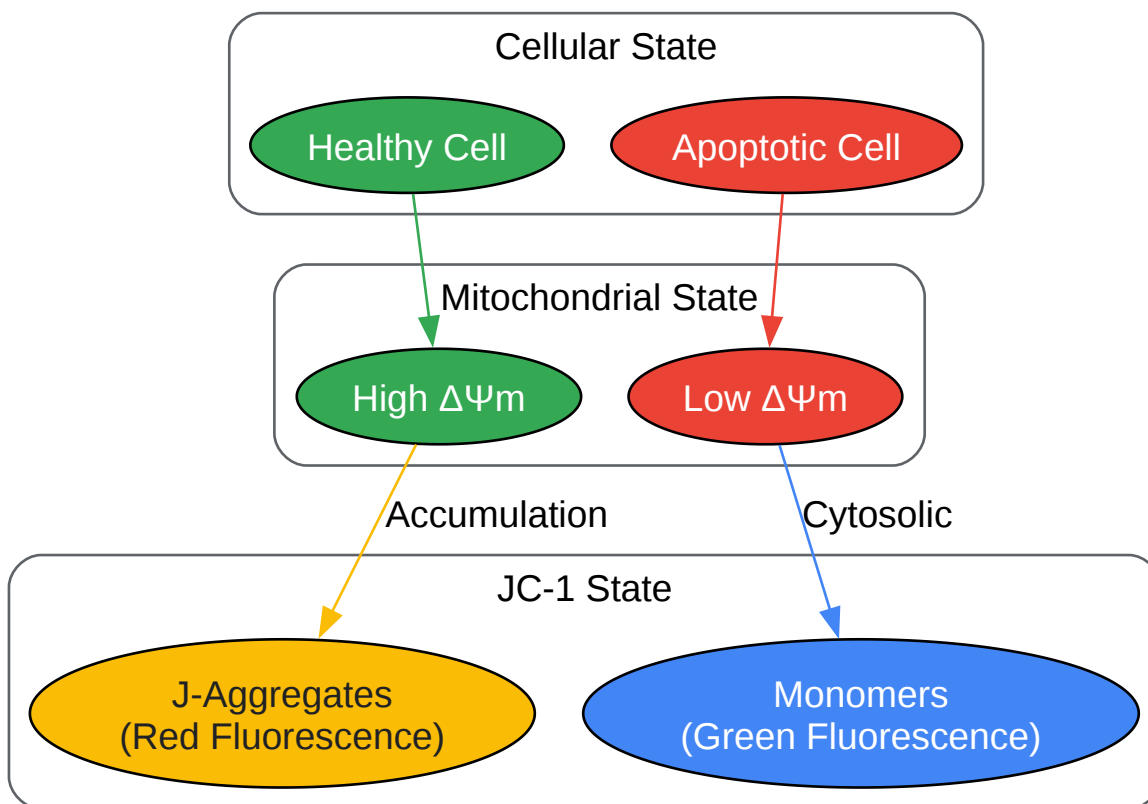 Cellular State
Healthy Cell
Apoptotic Cell
Mitochondrial State
High ΔΨm
Low ΔΨm
Accumulation
Cytosolic
JC-1 State
J-Aggregates
(Red Fluorescence)
Monomers
(Green Fluorescence)